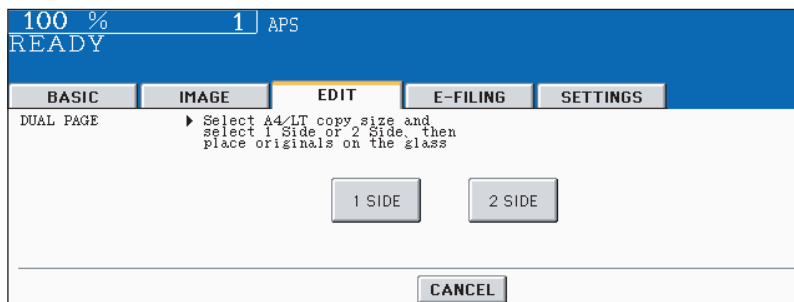 100 % 1 APS
READY
BASIC IMAGE EDIT E-FILING SETTINGS
DUAL PAGE Select A4/LT copy size and
select 1 Side or 2 Side, then
place originals on the glass
1 SIDE 2 SIDE
CANCEL